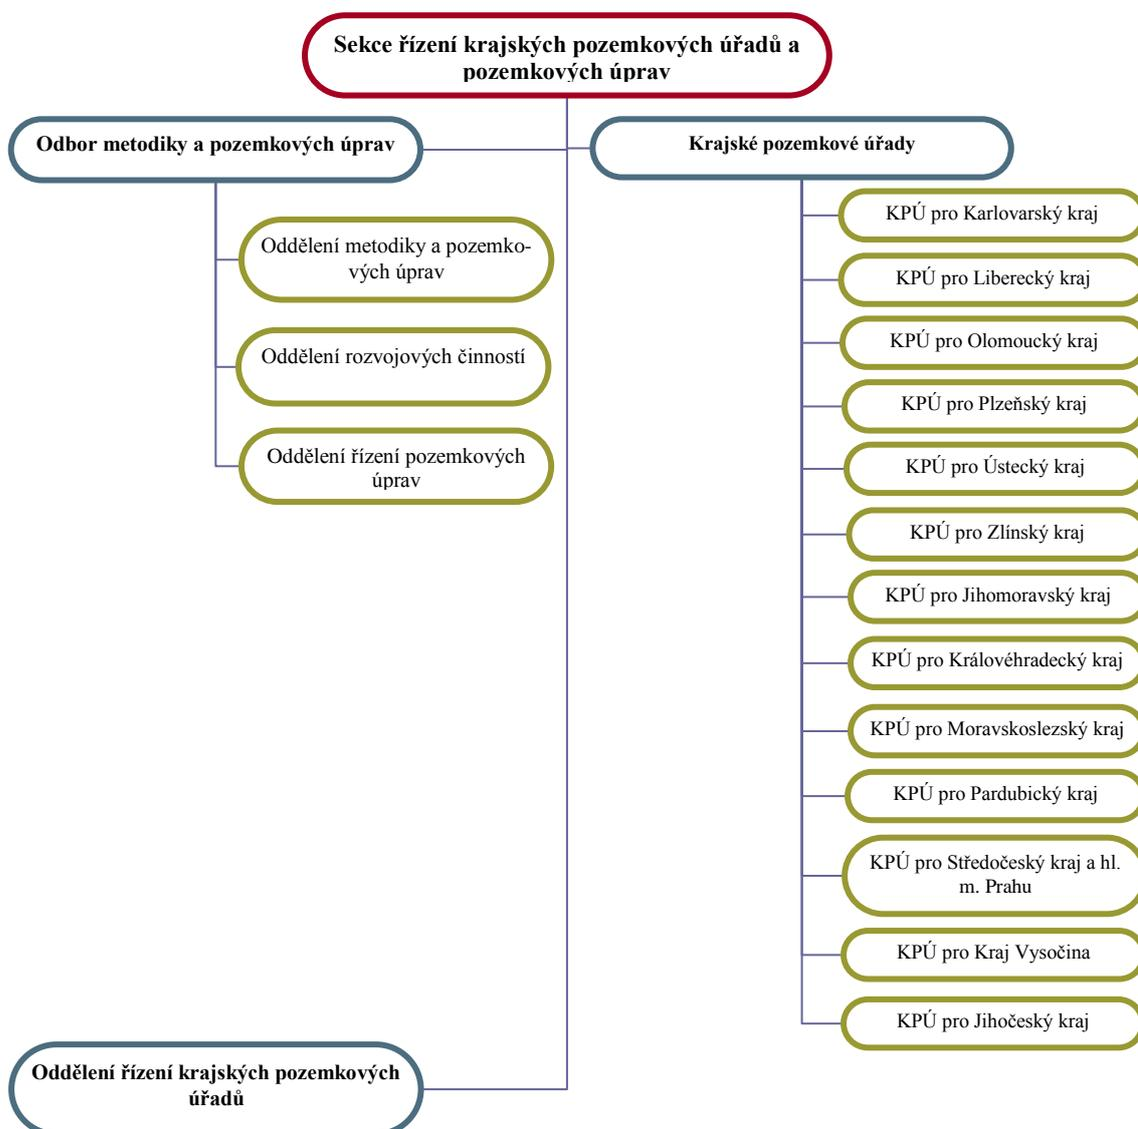 Sekce řízení krajských pozemkových úřadů a
pozemkových úprav
Odbor metodiky a pozemkových úprav
Oddělení metodiky a pozemko-
vých úprav
Oddělení rozvojových činností
Oddělení řízení pozemkových
úprav
Krajské pozemkové úřady
KPÚ pro Karlovarský kraj
KPÚ pro Liberecký kraj
KPÚ pro Olomoucký kraj
KPÚ pro Plzeňský kraj
KPÚ pro Ústecký kraj
KPÚ pro Zlínský kraj
KPÚ pro Jihomoravský kraj
KPÚ pro Královéhradecký kraj
KPÚ pro Moravskoslezský kraj
KPÚ pro Pardubický kraj
KPÚ pro Středočeský kraj a hl.
m. Prahu
KPÚ pro Kraj Vysočina
KPÚ pro Jihočeský kraj
Oddělení řízení krajských pozemkových
úřadů